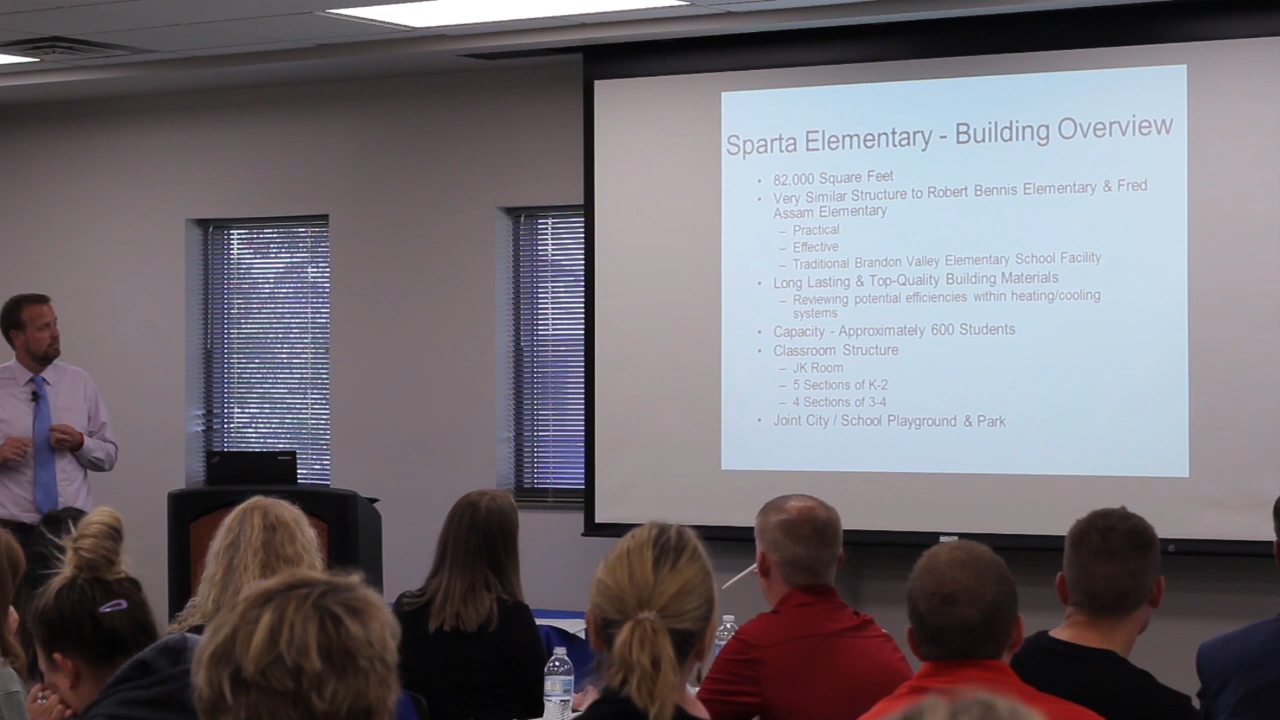 Sparta Elementary - Building Overview
• 82,000 Square Feet
• Very Similar Structure to Robert Bennis Elementary & Fred
Assam Elementary
– Practical
– Effective
– Traditional Brandon Valley Elementary School Facility
• Long Lasting & Top-Quality Building Materials
– Reviewing potential efficiencies within heating/cooling
systems
• Capacity - Approximately 600 Students
• Classroom Structure
– JK Room
– 5 Sections of K-2
– 4 Sections of 3-4
• Joint City / School Playground & Park